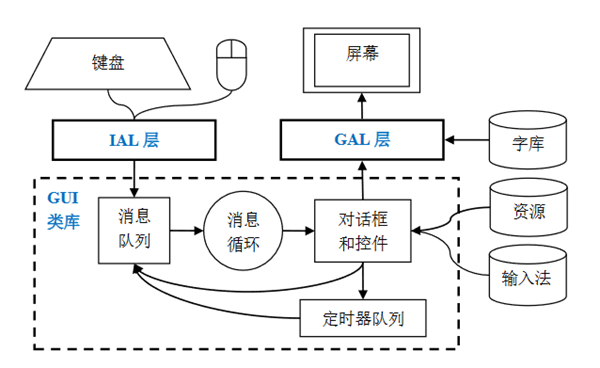 键盘
屏幕
IAL 层
GAL 层
字库
GUI
类库
消息
队列
消息
循环
对话框
和控件
资源
输入法
定时器队列